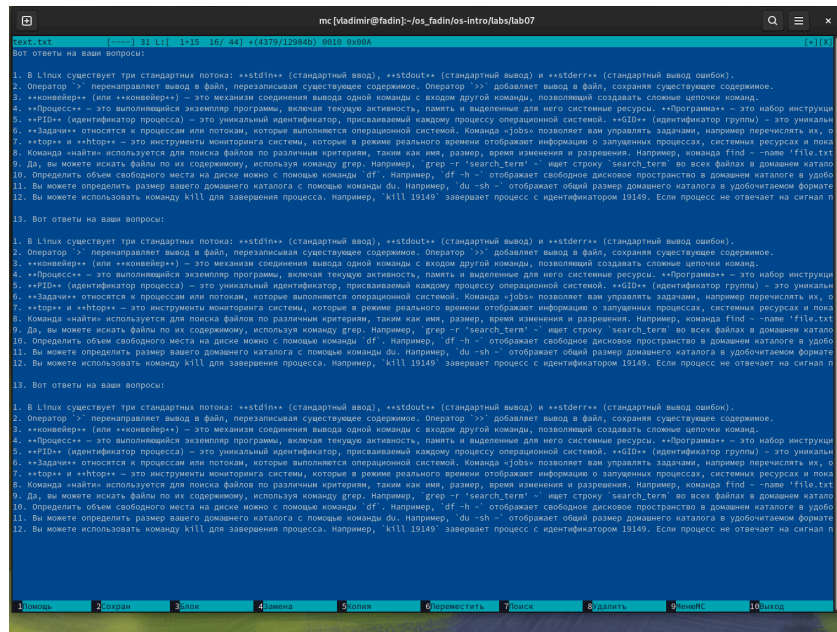 mc [vladimir@fadin]:~/os_fadin/os-intro/labs/lab07
text.txt [----] 31 L:[ 1+15 16/ 44] *(4379/12984b) 0010 0x00A [*][X]
Вот ответы на ваши вопросы:
1. В Linux существует три стандартных потока: **stdin** (стандартный ввод), **stdout** (стандартный вывод) и **stderr** (стандартный вывод ошибок).
2. Оператор `>` перенаправляет вывод в файл, перезаписывая существующее содержимое. Оператор `>>` добавляет вывод в файл, сохраняя существующее содержимое.
3. **конвейер** (или **конвейер**) — это механизм соединения вывода одной команды с входом другой команды, позволяющий создавать сложные цепочки команд.
4. **Процесс** — это выполняющийся экземпляр программы, включая текущую активность, память и выделенные для него системные ресурсы. **Программа** — это набор инструкци
5. **PID** (идентификатор процесса) — это уникальный идентификатор, присваиваемый каждому процессу операционной системой. **GID** (идентификатор группы) – это уникальн
6. **Задачи** относятся к процессам или потокам, которые выполняются операционной системой. Команда «jobs» позволяет вам управлять задачами, например перечислять их, о
7. **top** и **htop** — это инструменты мониторинга системы, которые в режиме реального времени отображают информацию о запущенных процессах, системных ресурсах и пока
8. Команда «найти» используется для поиска файлов по различным критериям, таким как имя, размер, время изменения и разрешения. Например, команда find ~ -name 'file.txt
9. Да, вы можете искать файлы по их содержимому, используя команду grep. Например, `grep -r 'search_term' ~` ищет строку `search_term` во всех файлах в домашнем катало
10. Определить объем свободного места на диске можно с помощью команды `df`. Например, `df -h ~` отображает свободное дисковое пространство в домашнем каталоге в удобо
11. Вы можете определить размер вашего домашнего каталога с помощью команды du. Например, `du -sh ~` отображает общий размер домашнего каталога в удобочитаемом формате
12. Вы можете использовать команду kill для завершения процесса. Например, `kill 19149` завершает процесс с идентификатором 19149. Если процесс не отвечает на сигнал п
13. Вот ответы на ваши вопросы:
1. В Linux существует три стандартных потока: **stdin** (стандартный ввод), **stdout** (стандартный вывод) и **stderr** (стандартный вывод ошибок).
2. Оператор `>` перенаправляет вывод в файл, перезаписывая существующее содержимое. Оператор `>>` добавляет вывод в файл, сохраняя существующее содержимое.
3. **конвейер** (или **конвейер**) — это механизм соединения вывода одной команды с входом другой команды, позволяющий создавать сложные цепочки команд.
4. **Процесс** — это выполняющийся экземпляр программы, включая текущую активность, память и выделенные для него системные ресурсы. **Программа** — это набор инструкци
5. **PID** (идентификатор процесса) — это уникальный идентификатор, присваиваемый каждому процессу операционной системой. **GID** (идентификатор группы) – это уникальн
6. **Задачи** относятся к процессам или потокам, которые выполняются операционной системой. Команда «jobs» позволяет вам управлять задачами, например перечислять их, о
7. **top** и **htop** — это инструменты мониторинга системы, которые в режиме реального времени отображают информацию о запущенных процессах, системных ресурсах и пока
8. Команда «найти» используется для поиска файлов по различным критериям, таким как имя, размер, время изменения и разрешения. Например, команда find ~ -name 'file.txt
9. Да, вы можете искать файлы по их содержимому, используя команду grep. Например, `grep -r 'search_term' ~` ищет строку `search_term` во всех файлах в домашнем катало
10. Определить объем свободного места на диске можно с помощью команды `df`. Например, `df -h ~` отображает свободное дисковое пространство в домашнем каталоге в удобо
11. Вы можете определить размер вашего домашнего каталога с помощью команды du. Например, `du -sh ~` отображает общий размер домашнего каталога в удобочитаемом формате
12. Вы можете использовать команду kill для завершения процесса. Например, `kill 19149` завершает процесс с идентификатором 19149. Если процесс не отвечает на сигнал п
13. Вот ответы на ваши вопросы:
1. В Linux существует три стандартных потока: **stdin** (стандартный ввод), **stdout** (стандартный вывод) и **stderr** (стандартный вывод ошибок).
2. Оператор `>` перенаправляет вывод в файл, перезаписывая существующее содержимое. Оператор `>>` добавляет вывод в файл, сохраняя существующее содержимое.
3. **конвейер** (или **конвейер**) — это механизм соединения вывода одной команды с входом другой команды, позволяющий создавать сложные цепочки команд.
4. **Процесс** — это выполняющийся экземпляр программы, включая текущую активность, память и выделенные для него системные ресурсы. **Программа** — это набор инструкци
5. **PID** (идентификатор процесса) — это уникальный идентификатор, присваиваемый каждому процессу операционной системой. **GID** (идентификатор группы) – это уникальн
6. **Задачи** относятся к процессам или потокам, которые выполняются операционной системой. Команда «jobs» позволяет вам управлять задачами, например перечислять их, о
7. **top** и **htop** — это инструменты мониторинга системы, которые в режиме реального времени отображают информацию о запущенных процессах, системных ресурсах и пока
8. Команда «найти» используется для поиска файлов по различным критериям, таким как имя, размер, время изменения и разрешения. Например, команда find ~ -name 'file.txt
9. Да, вы можете искать файлы по их содержимому, используя команду grep. Например, `grep -r 'search_term' ~` ищет строку `search_term` во всех файлах в домашнем катало
10. Определить объем свободного места на диске можно с помощью команды `df`. Например, `df -h ~` отображает свободное дисковое пространство в домашнем каталоге в удобо
11. Вы можете определить размер вашего домашнего каталога с помощью команды du. Например, `du -sh ~` отображает общий размер домашнего каталога в удобочитаемом формате
12. Вы можете использовать команду kill для завершения процесса. Например, `kill 19149` завершает процесс с идентификатором 19149. Если процесс не отвечает на сигнал п
1Помощь 2Сохран 3Блок 4Замена 5Копия 6Переместить 7Поиск 8Удалить 9МенюMC 10Выход